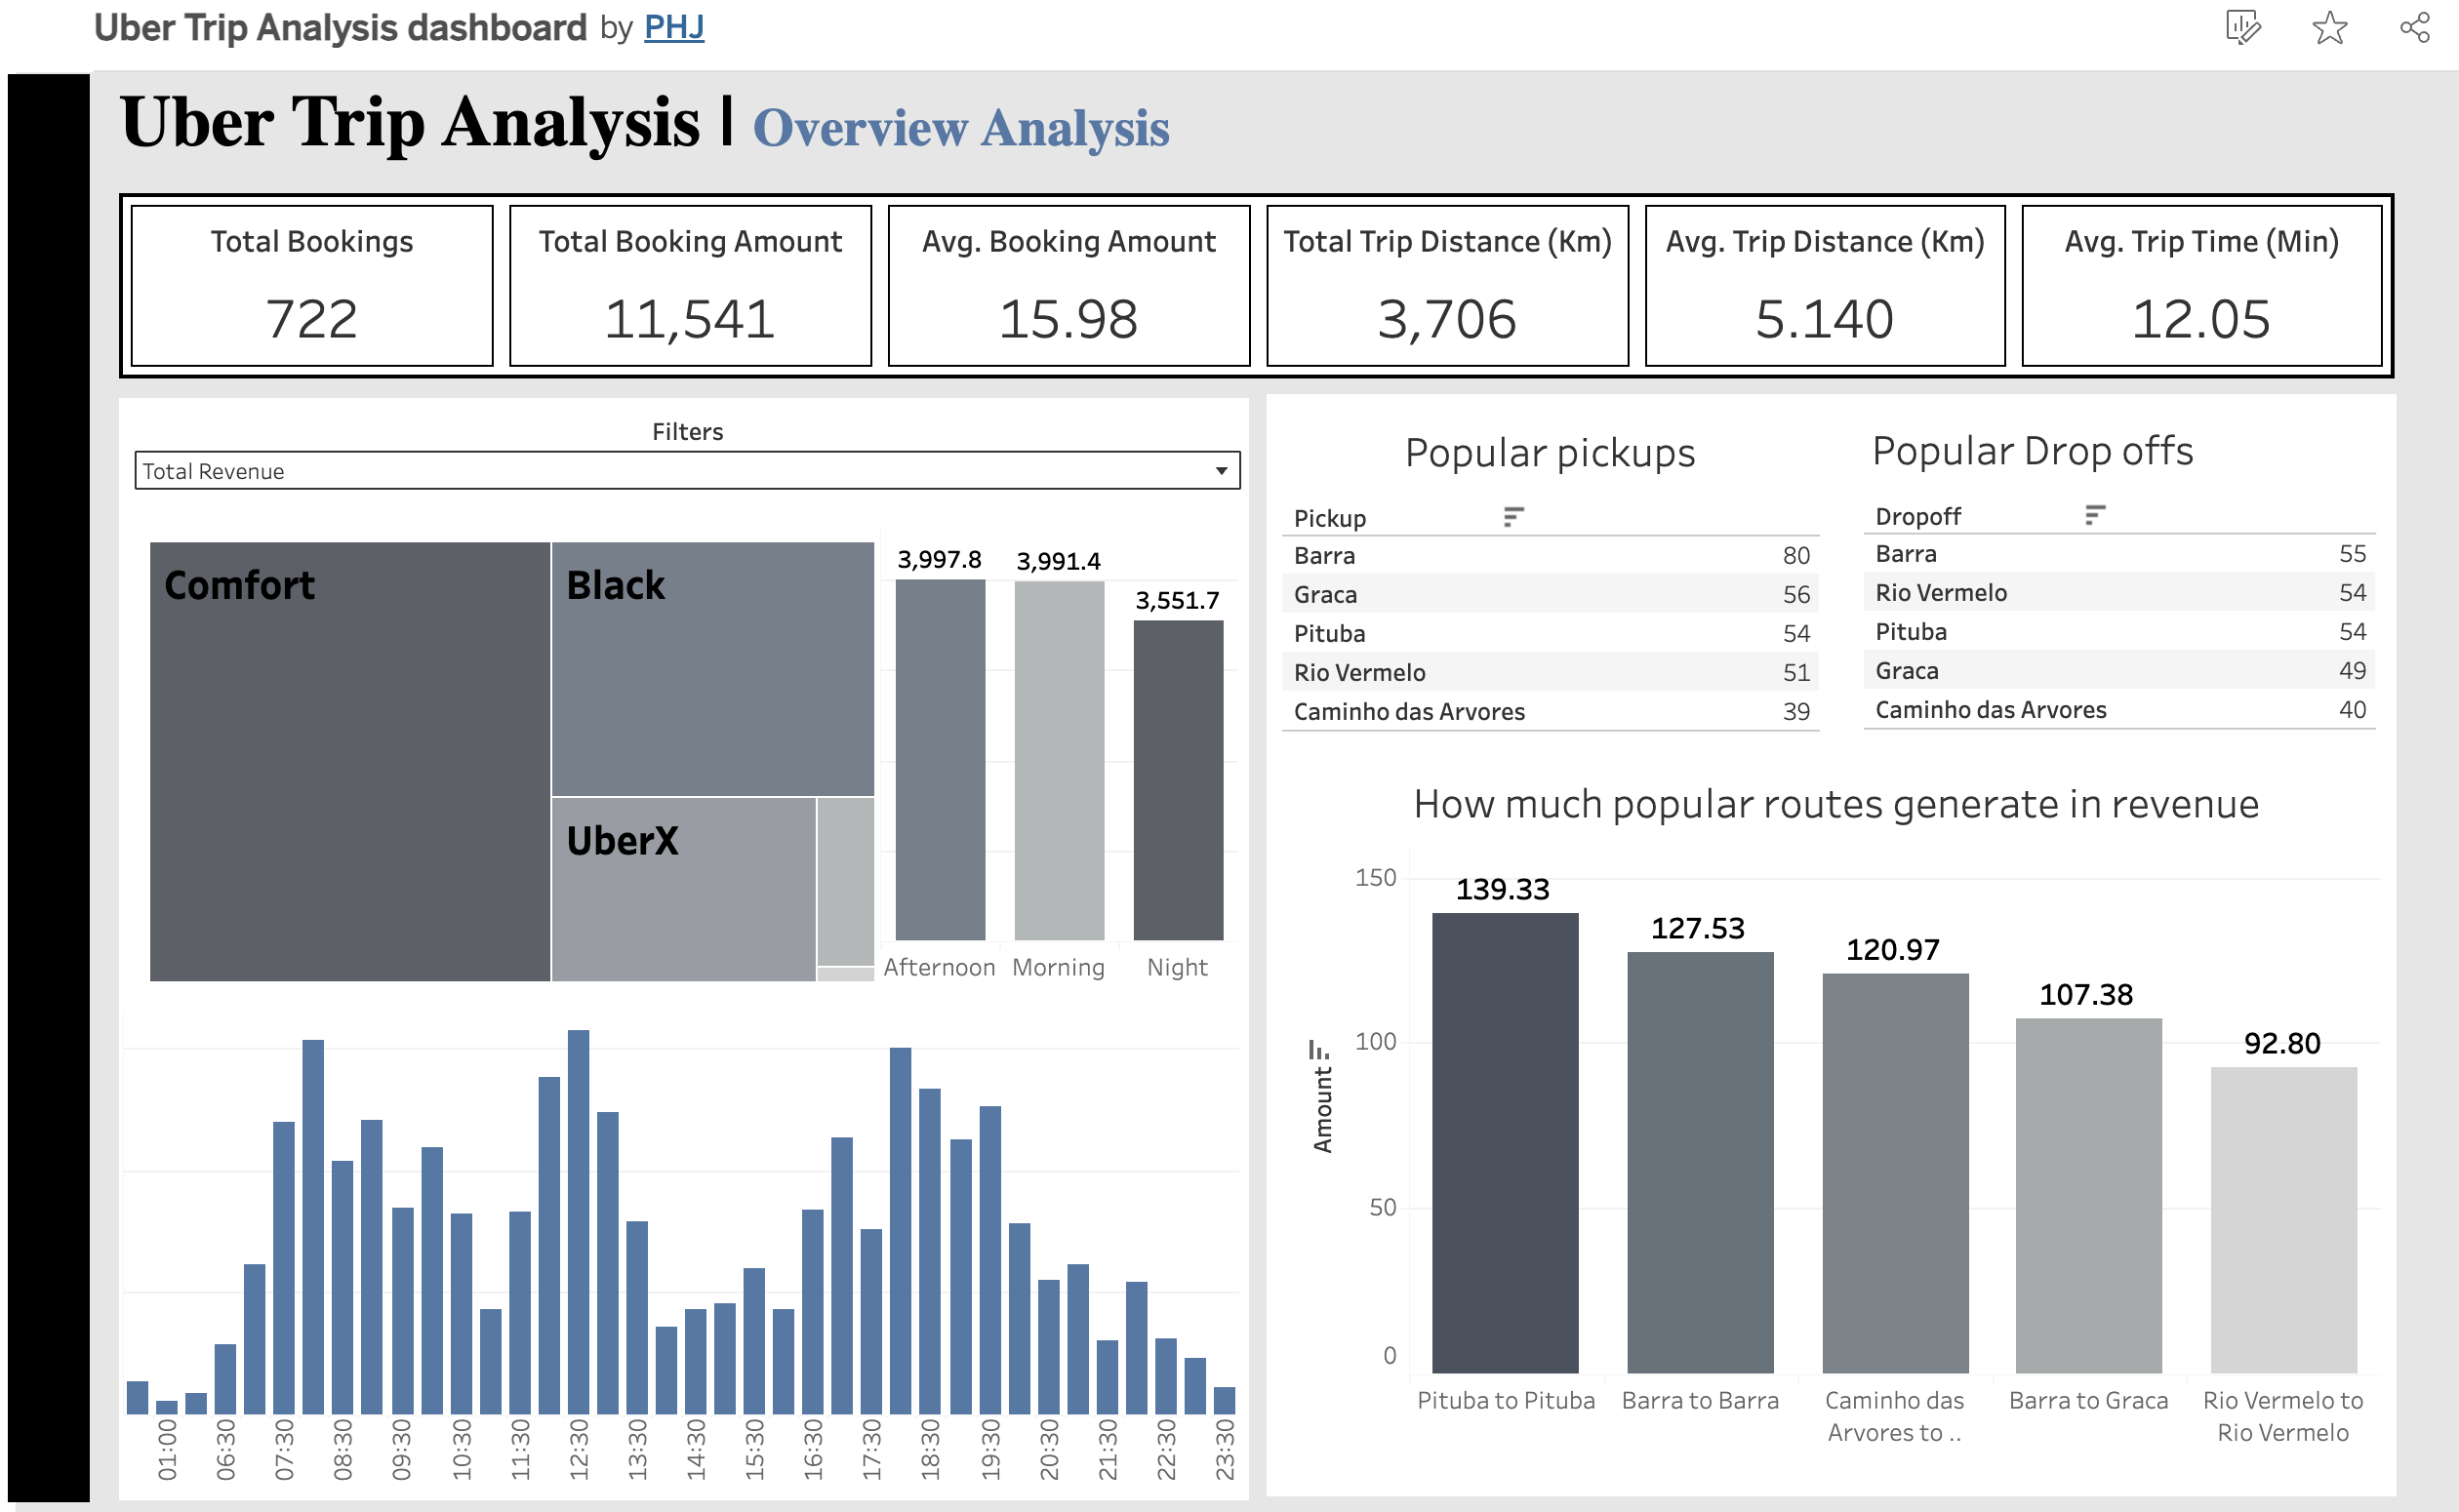 Uber Trip Analysis dashboard by PHJ
Uber Trip Analysis | Overview Analysis
Total Bookings
722
Total Booking Amount
11,541
Avg. Booking Amount
15.98
Total Trip Distance (Km)
3,706
Avg. Trip Distance (Km)
5.140
Avg. Trip Time (Min)
12.05
Filters
Total Revenue
Comfort
Black
UberX
3,997.8
3,991.4
3,551.7
Afternoon
Morning
Night
01:00
06:30
07:30
08:30
09:30
10:30
11:30
12:30
13:30
14:30
15:30
16:30
17:30
18:30
19:30
20:30
21:30
22:30
23:30
Popular pickups
Pickup
Barra 80
Graca 56
Pituba 54
Rio Vermelo 51
Caminho das Arvores 39
Popular Drop offs
Dropoff
Barra 55
Rio Vermelo 54
Pituba 54
Graca 49
Caminho das Arvores 40
How much popular routes generate in revenue
Amount
150
100
50
0
139.33
127.53
120.97
107.38
92.80
Pituba to Pituba
Barra to Barra
Caminho das
Arvores to ..
Barra to Graca
Rio Vermelo to
Rio Vermelo